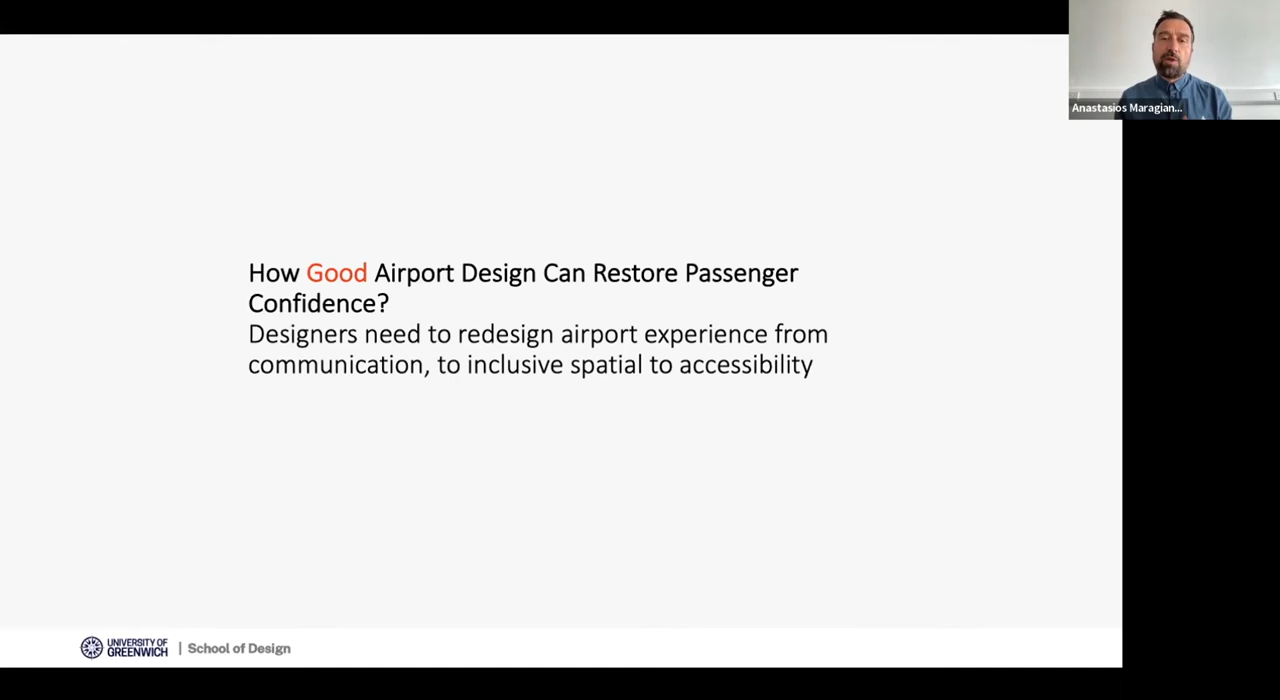 Anastasios Maragian...
How Good Airport Design Can Restore Passenger
Confidence?
Designers need to redesign airport experience from
communication, to inclusive spatial to accessibility
UNIVERSITY OF
GREENWICH
| School of Design